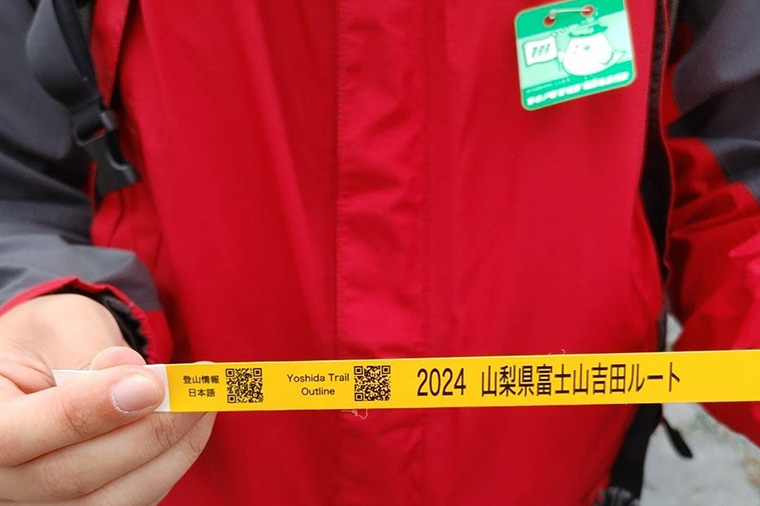 登山情報
日本語
Yoshida Trail
Outline
2024 山梨県富士山吉田ルート